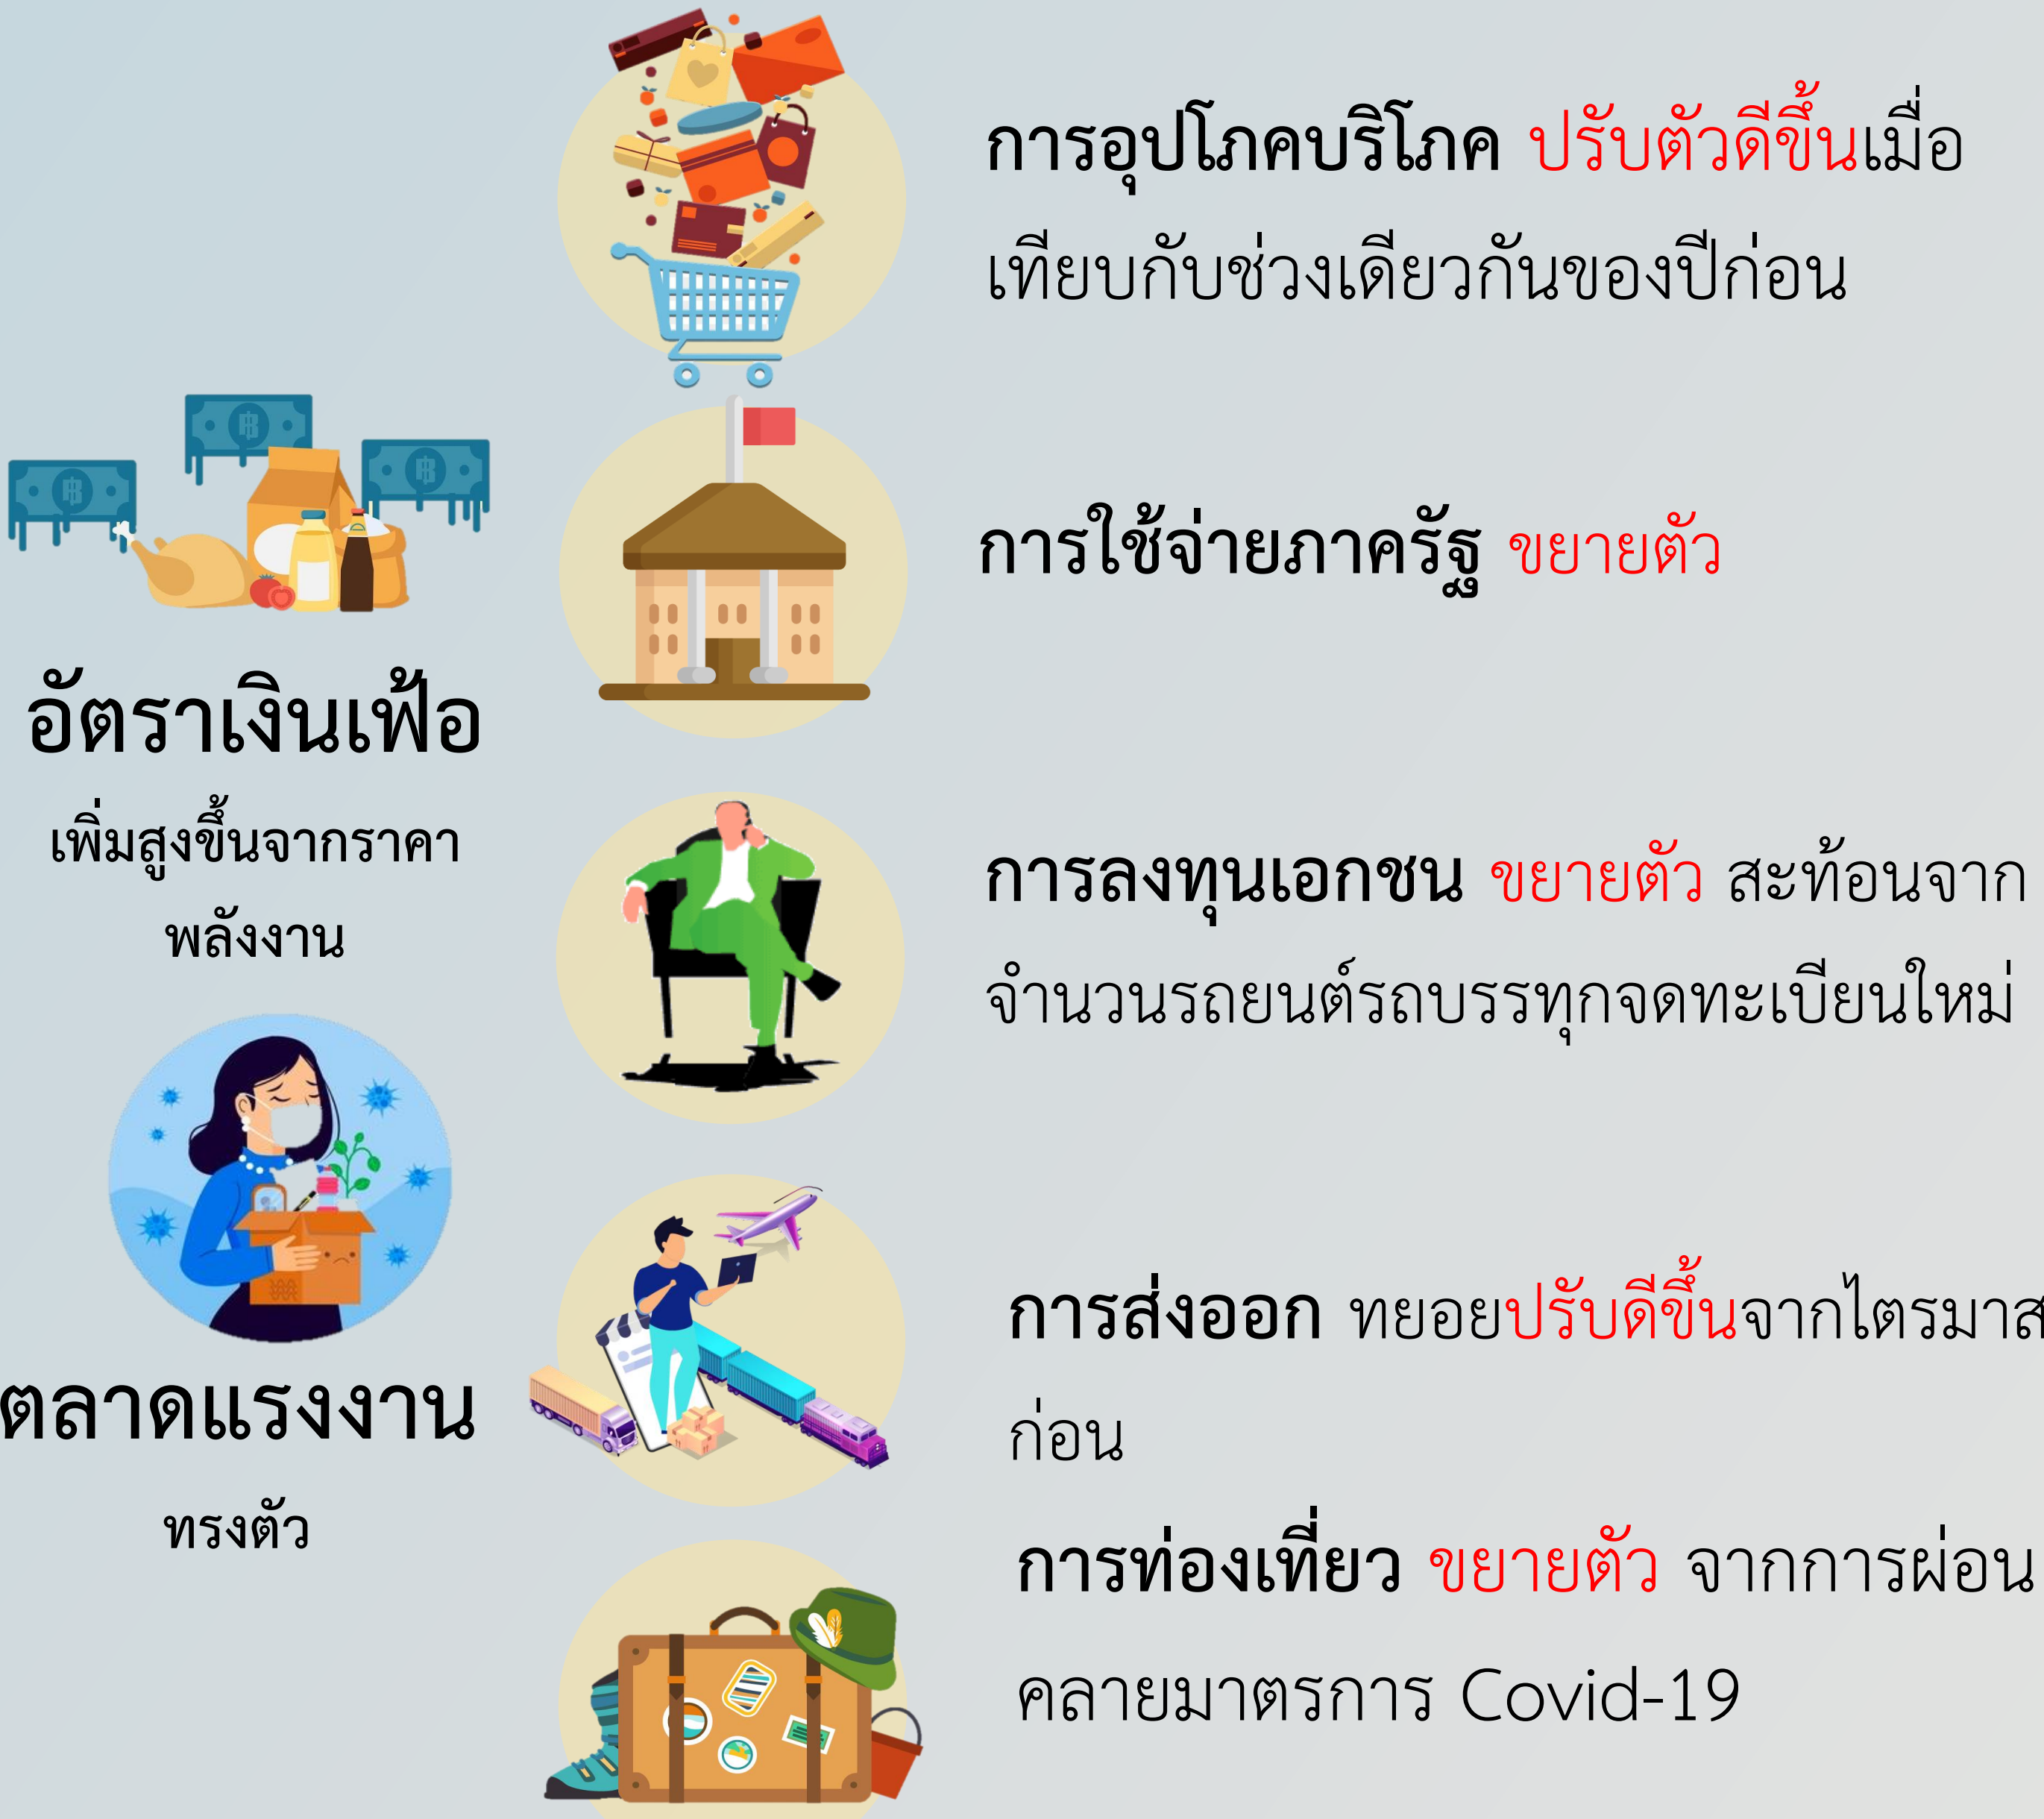 การอุปโภคบริโภค ปรับตัวดีขึ้นเมื่อ
เทียบกับช่วงเดียวกันของปีก่อน
การใช้จ่ายภาครัฐ ขยายตัว
อัตราเงินเฟ้อ
เพิ่มสูงขึ้นจากราคา
พลังงาน
การลงทุนเอกชน ขยายตัว สะท้อนจาก
จำนวนรถยนต์รถบรรทุกจดทะเบียนใหม่
การส่งออก ทยอยปรับดีขึ้นจากไตรมาส
ก่อน
ตลาดแรงงาน
ทรงตัว
การท่องเที่ยว ขยายตัว จากการผ่อน
คลายมาตรการ Covid-19